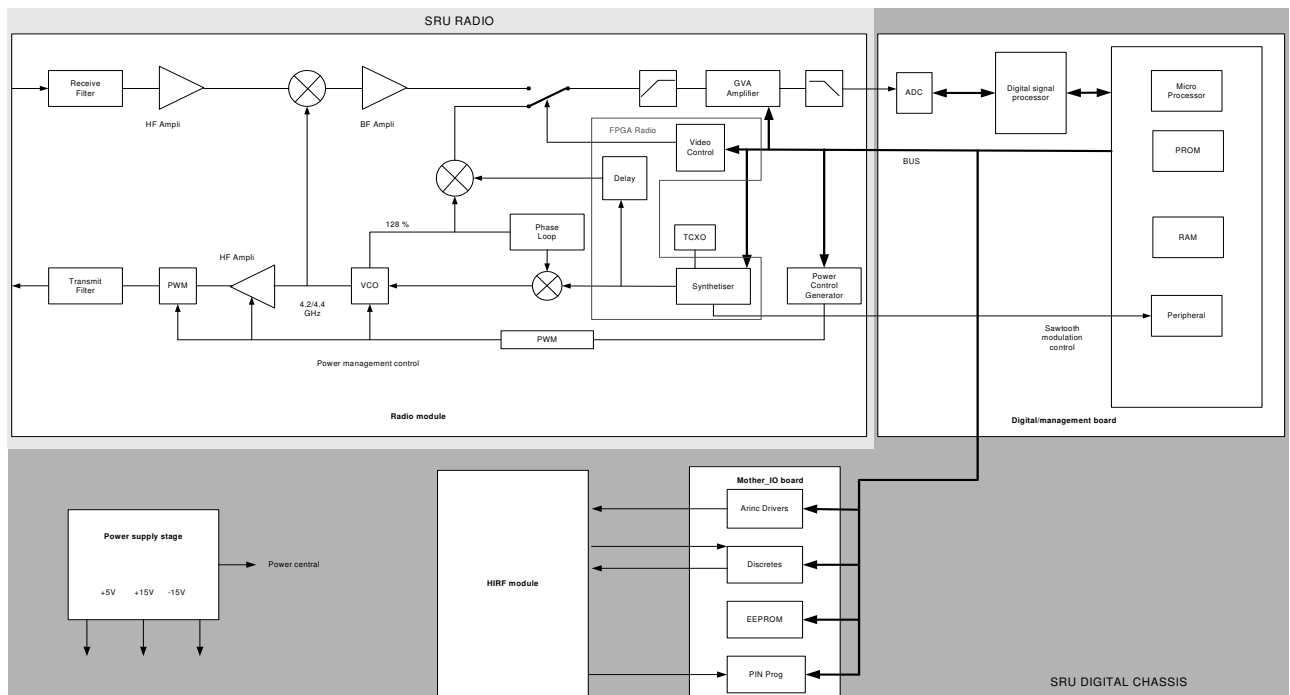 SRU RADIO
Receive
Filter
HF Ampli
BF Ampli
GVA
Amplifier
ADC
Digital signal
processor
Micro
Processor
FPGA Radio
Video
Control
BUS
PROM
Delay
128 %
Phase
Loop
TCXO
RAM
HF Ampli
Transmit
Filter
PWM
VCO
Synthetiser
Power
Control
Generator
4.2/4.4
GHz
Peripheral
Sawtooth
modulation
control
PWM
Power management control
Radio module
Digital/management board
Mother_IO board
Arinc Drivers
Power supply stage
Power central
Discretes
HIRF module
+5V +15V -15V
EEPROM
PIN Prog
SRU DIGITAL CHASSIS